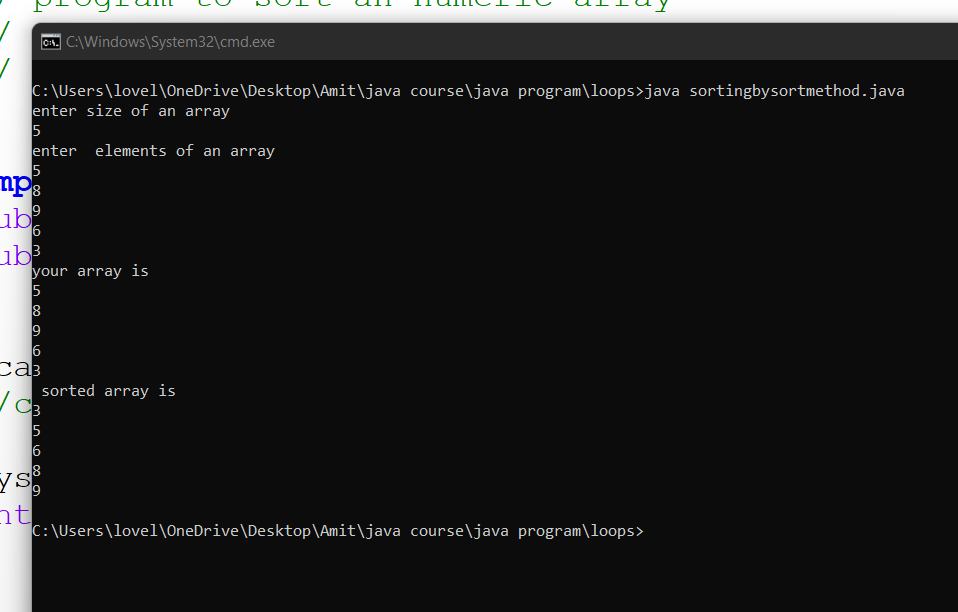 / program to sort an numeric array
/
/
C:\Windows\System32\cmd.exe
C:\Users\lovel\OneDrive\Desktop\Amit\java course\java program\loops>java sortingbysortmethod.java
enter size of an array
5
enter  elements of an array
5
8
9
6
3
your array is
5
8
9
6
3
 sorted array is
3
5
6
8
9
C:\Users\lovel\OneDrive\Desktop\Amit\java course\java program\loops>
mp
ub
ub
ca
/c
ys
nt